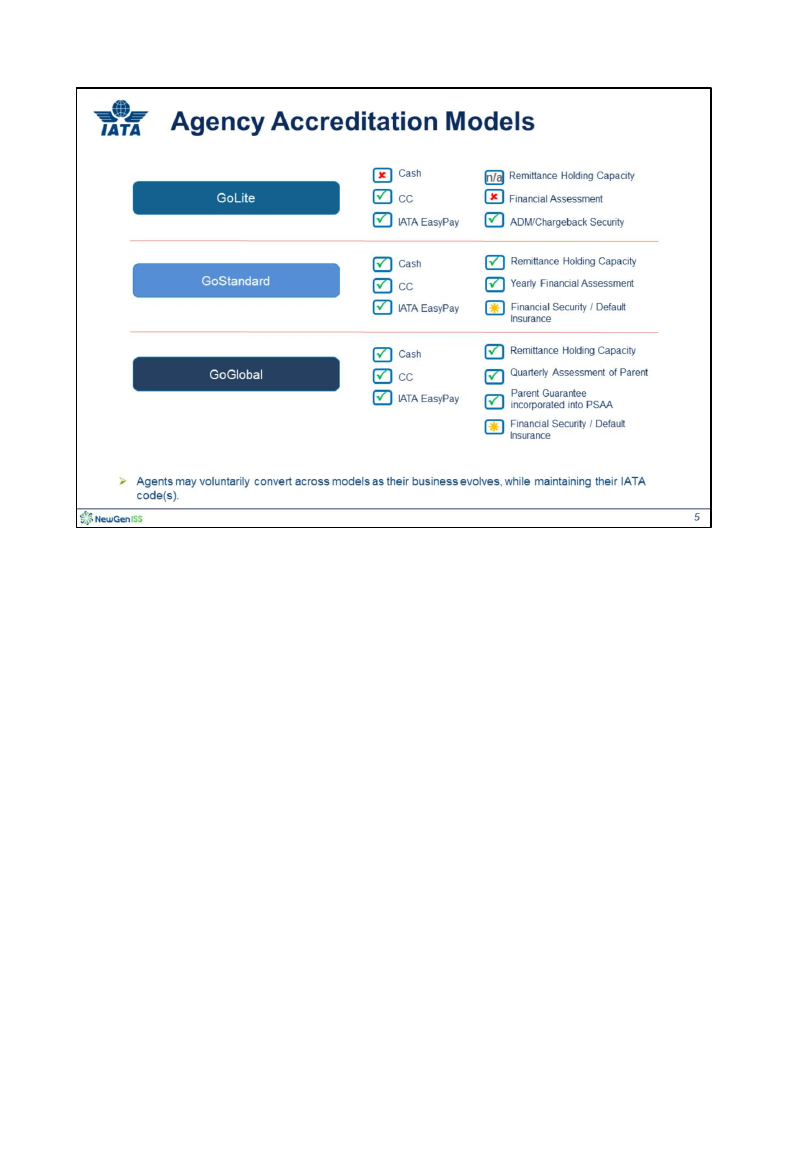 IATA
Agency Accreditation Models
GoLite
Cash
CC
IATA EasyPay
n/a Remittance Holding Capacity
Financial Assessment
ADM/Chargeback Security
GoStandard
Cash
CC
IATA EasyPay
Remittance Holding Capacity
Yearly Financial Assessment
Financial Security / Default
Insurance
GoGlobal
Cash
CC
IATA EasyPay
Remittance Holding Capacity
Quarterly Assessment of Parent
Parent Guarantee
incorporated into PSAA
Financial Security / Default
Insurance
Agents may voluntarily convert across models as their business evolves, while maintaining their IATA
code(s).
NewGenISS
5